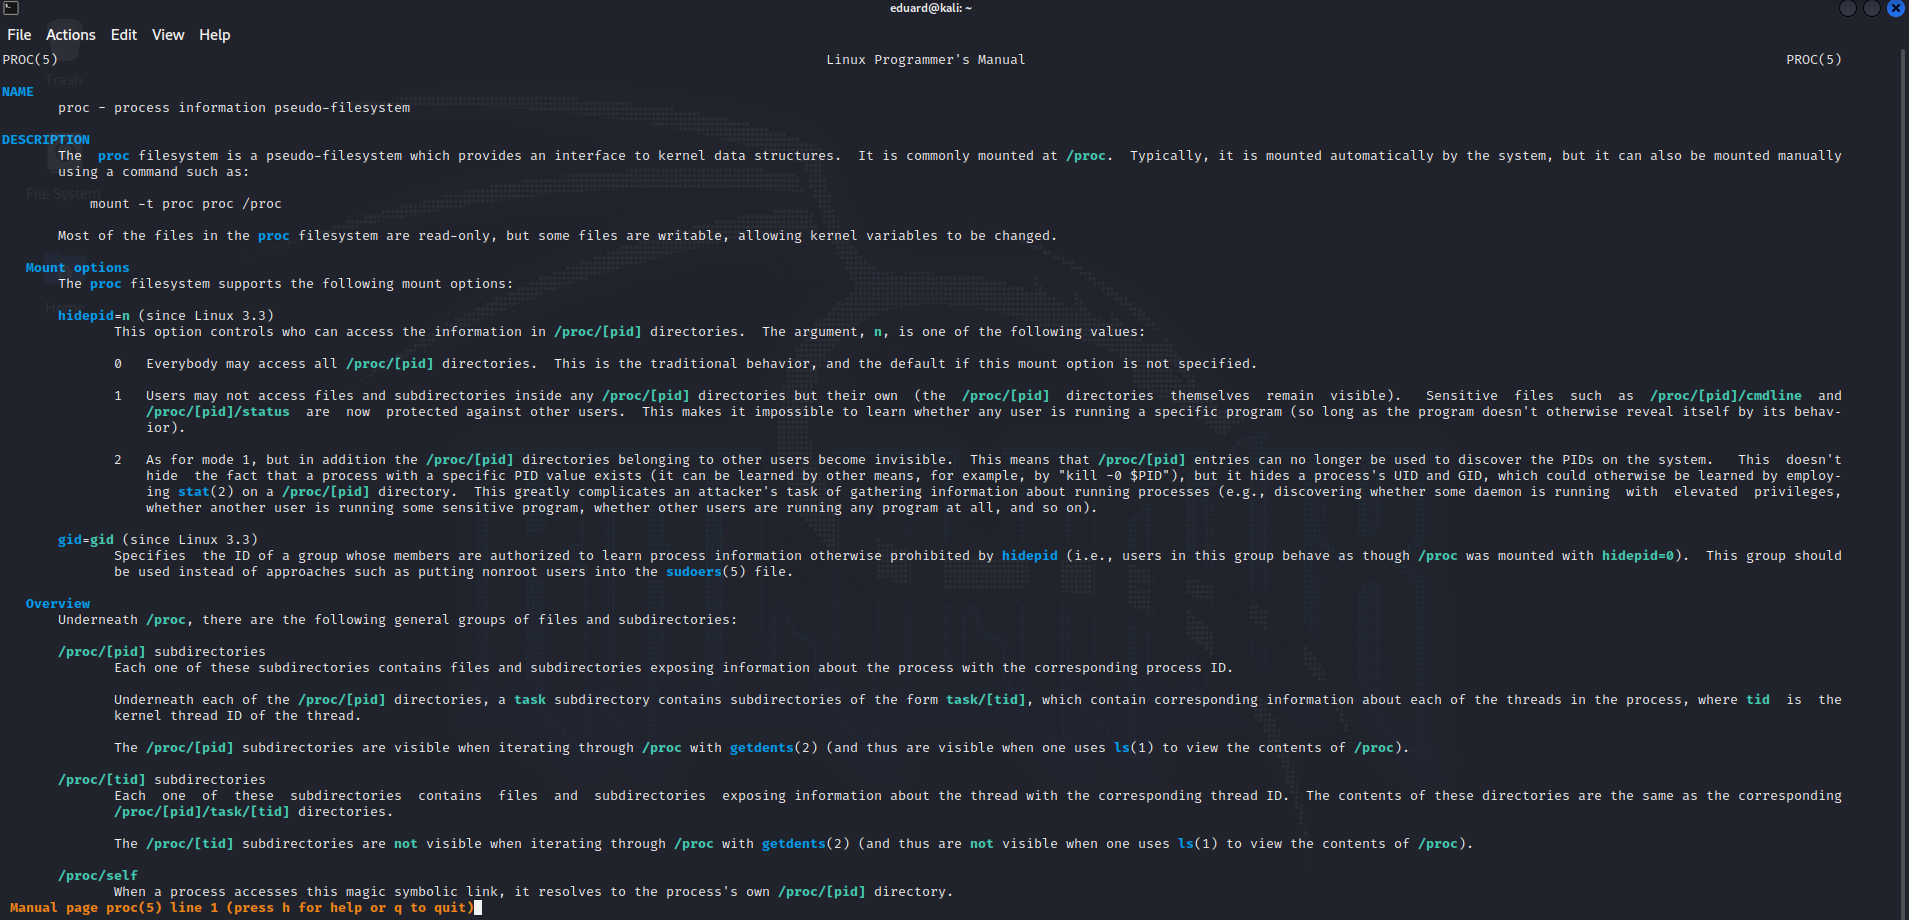 eduard@kali: ~
File Actions Edit View Help
PROC(5) Linux Programmer's Manual PROC(5)
Trash
NAME
proc - process information pseudo-filesystem
DESCRIPTION
The proc filesystem is a pseudo-filesystem which provides an interface to kernel data structures. It is commonly mounted at /proc. Typically, it is mounted automatically by the system, but it can also be mounted manually
using a command such as:
File System
mount -t proc proc /proc
Most of the files in the proc filesystem are read-only, but some files are writable, allowing kernel variables to be changed.
Mount options
The proc filesystem supports the following mount options:
Home
hidepid=n (since Linux 3.3)
This option controls who can access the information in /proc/[pid] directories. The argument, n, is one of the following values:
0 Everybody may access all /proc/[pid] directories. This is the traditional behavior, and the default if this mount option is not specified.
1 Users may not access files and subdirectories inside any /proc/[pid] directories but their own (the /proc/[pid] directories themselves remain visible). Sensitive files such as /proc/[pid]/cmdline and
/proc/[pid]/status are now protected against other users. This makes it impossible to learn whether any user is running a specific program (so long as the program doesn't otherwise reveal itself by its behav-
ior).
2 As for mode 1, but in addition the /proc/[pid] directories belonging to other users become invisible. This means that /proc/[pid] entries can no longer be used to discover the PIDs on the system. This doesn't
hide the fact that a process with a specific PID value exists (it can be learned by other means, for example, by "kill -0 $PID"), but it hides a process's UID and GID, which could otherwise be learned by employ-
ing stat(2) on a /proc/[pid] directory. This greatly complicates an attacker's task of gathering information about running processes (e.g., discovering whether some daemon is running with elevated privileges,
whether another user is running some sensitive program, whether other users are running any program at all, and so on).
gid=gid (since Linux 3.3)
Specifies the ID of a group whose members are authorized to learn process information otherwise prohibited by hidepid (i.e., users in this group behave as though /proc was mounted with hidepid=0). This group should
be used instead of approaches such as putting nonroot users into the sudoers(5) file.
Overview
Underneath /proc, there are the following general groups of files and subdirectories:
/proc/[pid] subdirectories
Each one of these subdirectories contains files and subdirectories exposing information about the process with the corresponding process ID.
Underneath each of the /proc/[pid] directories, a task subdirectory contains subdirectories of the form task/[tid], which contain corresponding information about each of the threads in the process, where tid is the
kernel thread ID of the thread.
The /proc/[pid] subdirectories are visible when iterating through /proc with getdents(2) (and thus are visible when one uses ls(1) to view the contents of /proc).
/proc/[tid] subdirectories
Each one of these subdirectories contains files and subdirectories exposing information about the thread with the corresponding thread ID. The contents of these directories are the same as the corresponding
/proc/[pid]/task/[tid] directories.
The /proc/[tid] subdirectories are not visible when iterating through /proc with getdents(2) (and thus are not visible when one uses ls(1) to view the contents of /proc).
/proc/self
When a process accesses this magic symbolic link, it resolves to the process's own /proc/[pid] directory.
Manual page proc(5) line 1 (press h for help or q to quit)